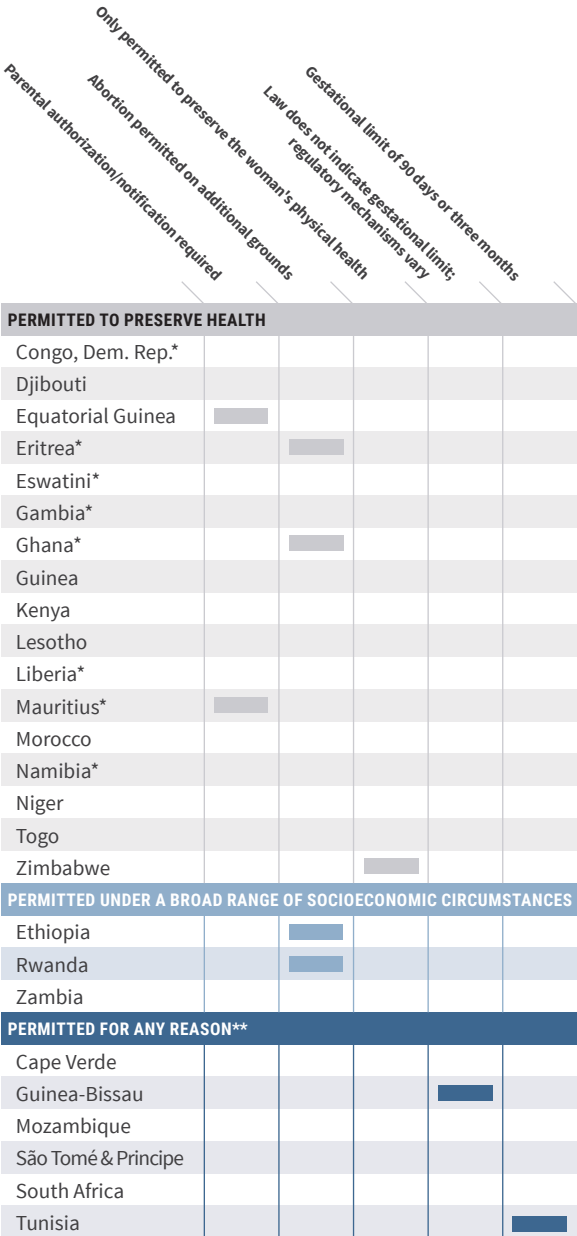 Parental authorization/notification required
Abortion permitted on additional grounds
Only permitted to preserve the woman's physical health
Law does not indicate gestational limit;
regulatory mechanisms vary
Gestational limit of 90 days or three months
PERMITTED TO PRESERVE HEALTH
Congo, Dem. Rep.*
Djibouti
Equatorial Guinea
Eritrea*
Eswatini*
Gambia*
Ghana*
Guinea
Kenya
Lesotho
Liberia*
Mauritius*
Morocco
Namibia*
Niger
Togo
Zimbabwe
PERMITTED UNDER A BROAD RANGE OF SOCIOECONOMIC CIRCUMSTANCES
Ethiopia
Rwanda
Zambia
PERMITTED FOR ANY REASON**
Cape Verde
Guinea-Bissau
Mozambique
São Tomé & Principe
South Africa
Tunisia